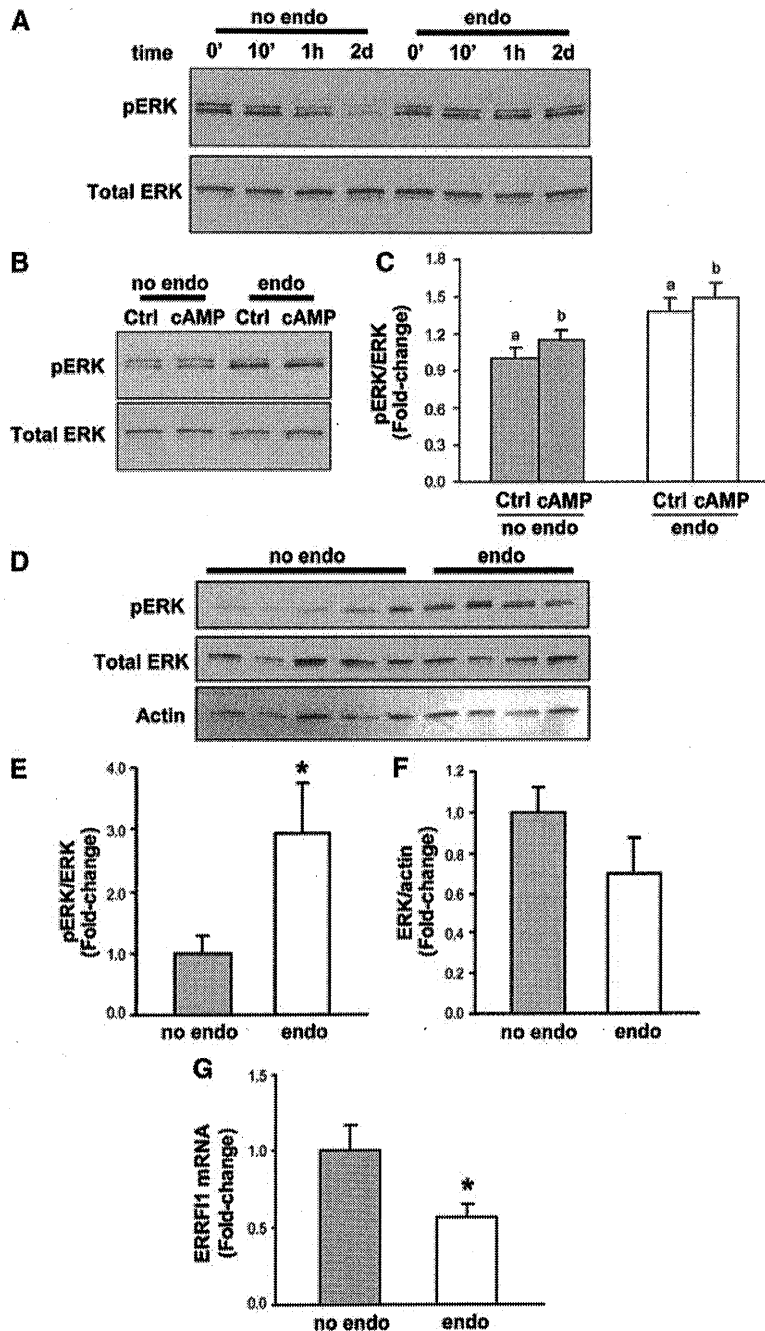 A
no endo endo
time 0' 10' 1h 2d 0' 10' 1h 2d
pERK
Total ERK
B
no endo endo
Ctrl cAMP Ctrl cAMP
pERK
Total ERK
C
pERK/ERK
(Fold-change)
1.8
1.5
1.2
0.9
0.6
0.3
0.0
a b a b
Ctrl cAMP Ctrl cAMP
no endo endo
D
no endo endo
pERK
Total ERK
Actin
E
pERK/ERK
(Fold-change)
4.0
3.0
2.0
1.0
0.0
*
no endo endo
F
ERK/actin
(Fold-change)
1.2
1.0
0.8
0.6
0.4
0.2
0.0
no endo endo
G
ERRFI1 mRNA
(Fold-change)
1.5
1.0
0.5
0.0
*
no endo endo